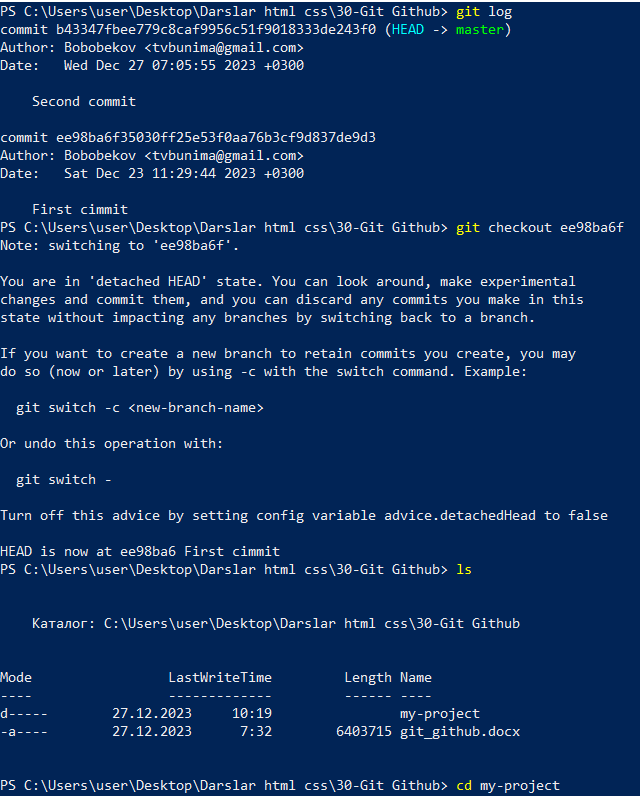 PS C:\Users\user\Desktop\Darslar html css\30-Git Github> git log
commit b43347fbee779c8caf9956c51f9018333de243f0 (HEAD -> master)
Author: Bobobekov <tvbunima@gmail.com>
Date:   Wed Dec 27 07:05:55 2023 +0300
    Second commit
commit ee98ba6f35030ff25e53f0aa76b3cf9d837de9d3
Author: Bobobekov <tvbunima@gmail.com>
Date:   Sat Dec 23 11:29:44 2023 +0300
    First cimmit
PS C:\Users\user\Desktop\Darslar html css\30-Git Github> git checkout ee98ba6f
Note: switching to 'ee98ba6f'.
You are in 'detached HEAD' state. You can look around, make experimental
changes and commit them, and you can discard any commits you make in this
state without impacting any branches by switching back to a branch.
If you want to create a new branch to retain commits you create, you may
do so (now or later) by using -c with the switch command. Example:
  git switch -c <new-branch-name>
Or undo this operation with:
  git switch -
Turn off this advice by setting config variable advice.detachedHead to false
HEAD is now at ee98ba6 First cimmit
PS C:\Users\user\Desktop\Darslar html css\30-Git Github> ls
    Каталог: C:\Users\user\Desktop\Darslar html css\30-Git Github
Mode                 LastWriteTime         Length Name
----                 -------------         ------ ----
d-----        27.12.2023     10:19                my-project
-a----        27.12.2023      7:32        6403715 git_github.docx
PS C:\Users\user\Desktop\Darslar html css\30-Git Github> cd my-project